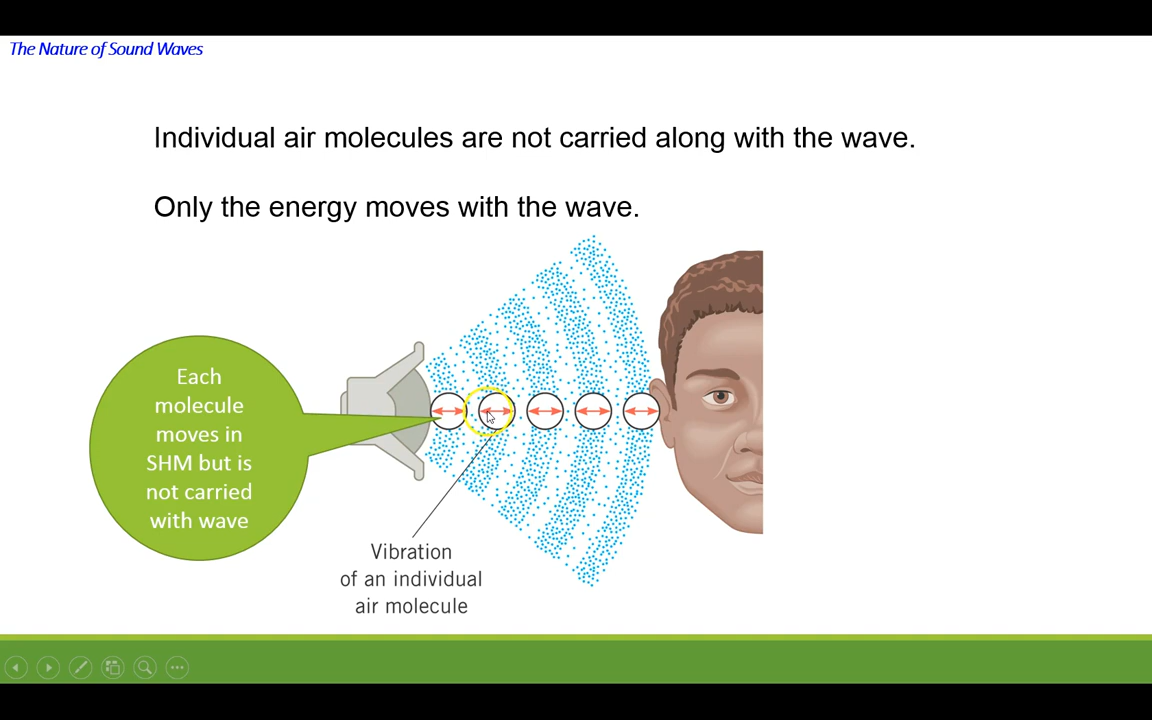 The Nature of Sound Waves
Individual air molecules are not carried along with the wave.
Only the energy moves with the wave.
Each
molecule
moves in
SHM but is
not carried
with wave
Vibration
of an individual
air molecule